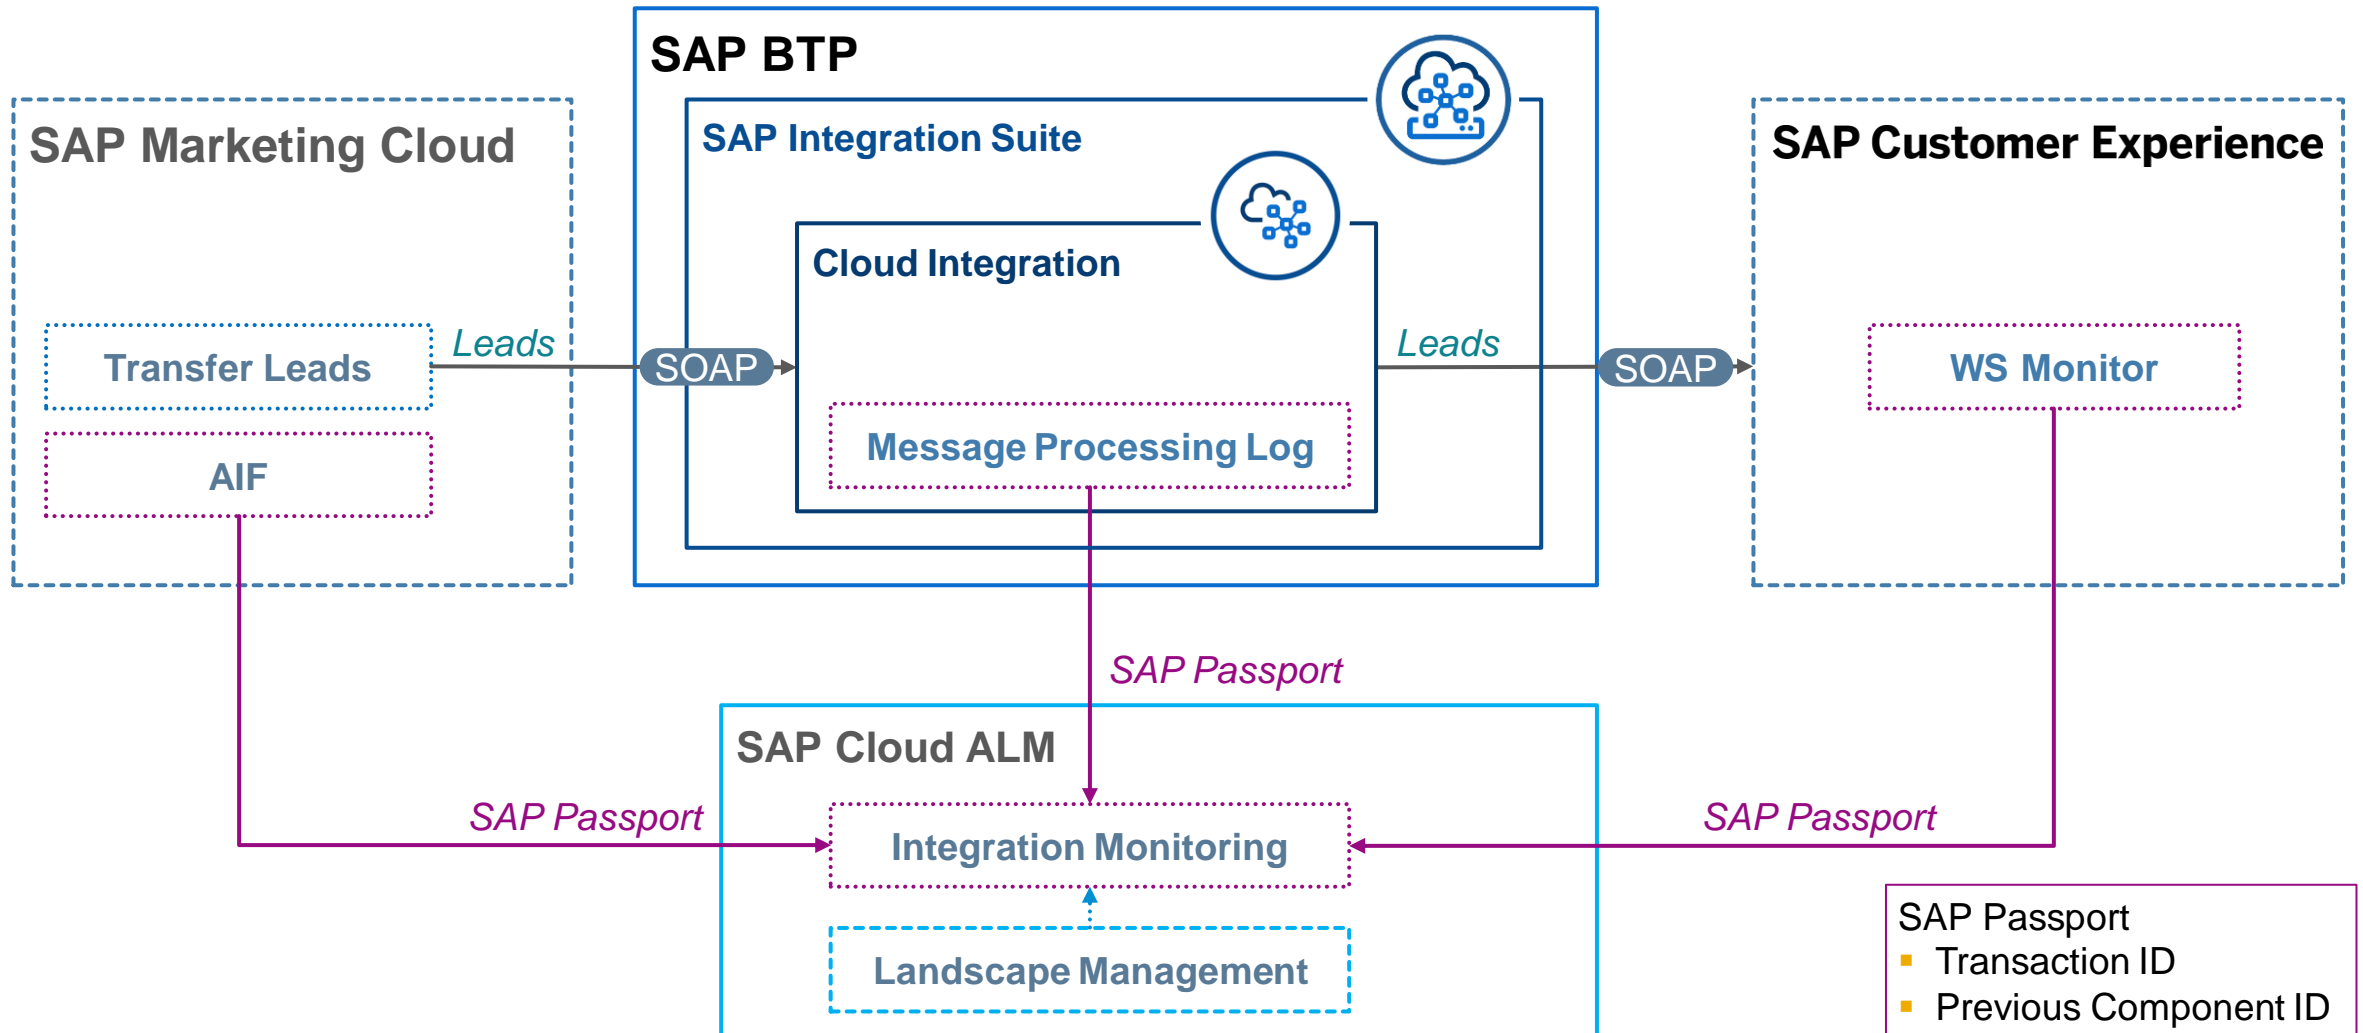 SAP BTP
SAP Marketing Cloud
SAP Integration Suite
SAP Customer Experience
Cloud Integration
Transfer Leads
Leads
SOAP
Leads
SOAP
WS Monitor
AIF
Message Processing Log
SAP Passport
SAP Cloud ALM
SAP Passport
Integration Monitoring
SAP Passport
Landscape Management
SAP Passport
▪ Transaction ID
▪ Previous Component ID